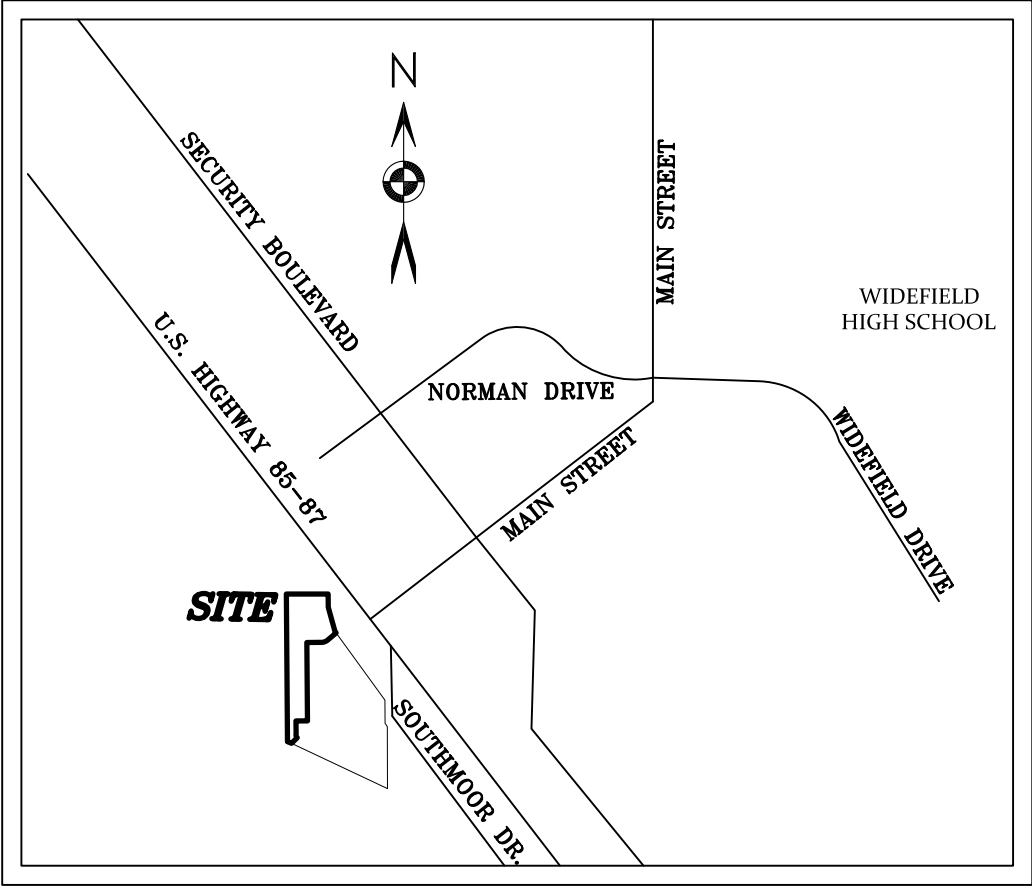 N
SECURITY BOULEVARD
MAIN STREET
WIDEFIELD
HIGH SCHOOL
U.S. HIGHWAY 85-87
NORMAN DRIVE
MAIN STREET
WIDEFIELD DRIVE
SITE
SOUTHMOOR DR.